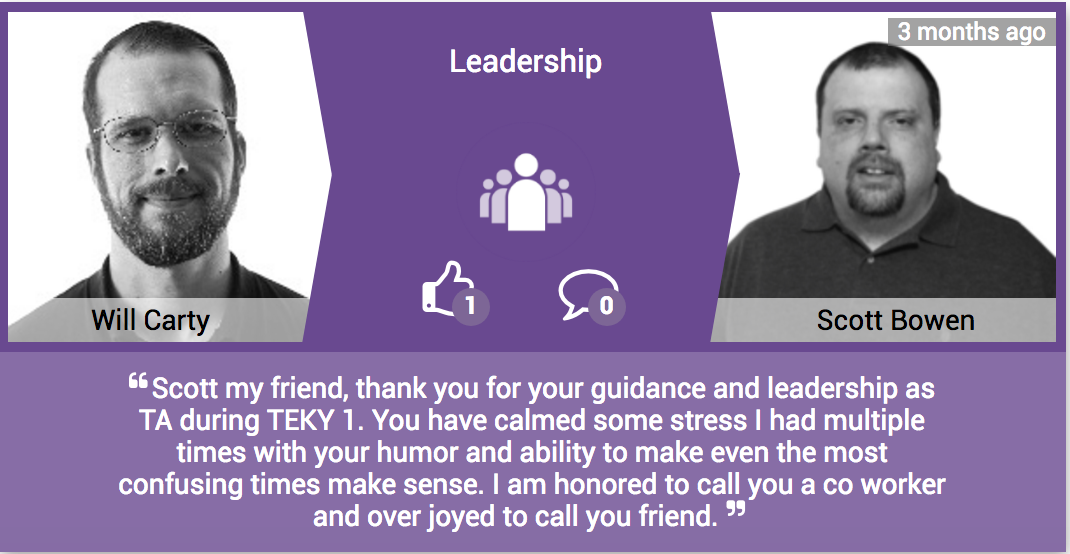 3 months ago
Leadership
1
0
Will Carty
Scott Bowen
❝Scott my friend, thank you for your guidance and leadership as
TA during TEKY 1. You have calmed some stress I had multiple
times with your humor and ability to make even the most
confusing times make sense. I am honored to call you a co worker
and over joyed to call you friend. ❞